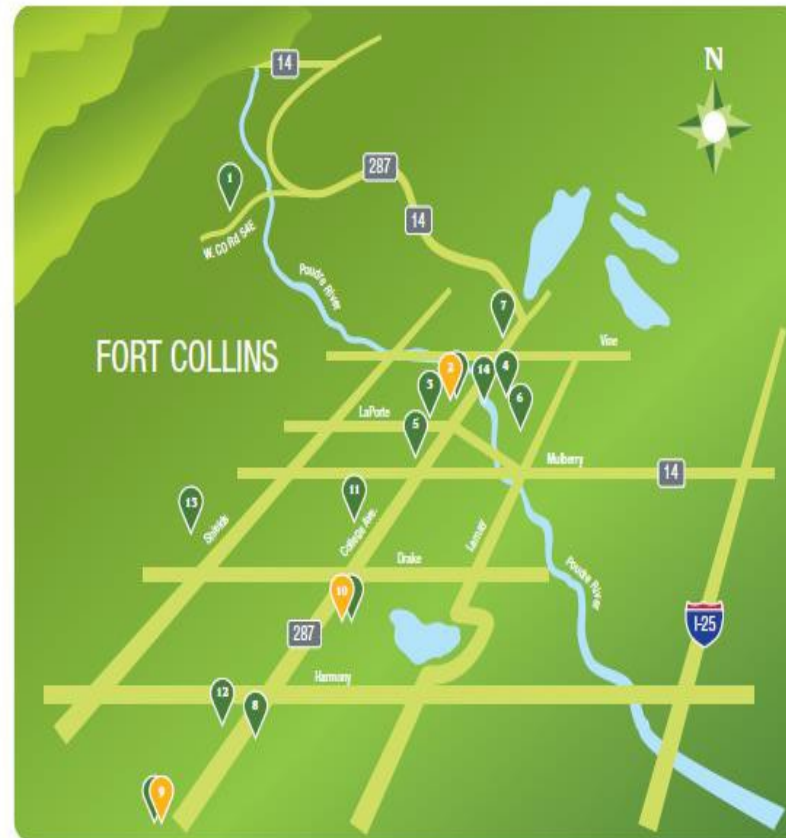 14
N
287
1
14
W. CO Rd 54E
Poudre River
7
FORT COLLINS
Vine
2
14
4
3
6
LaPorte
5
Mulberry
14
11
13
Shields
College Ave.
Lemay
Drake
10
Poudre River
I-25
287
Harmony
12
8
9